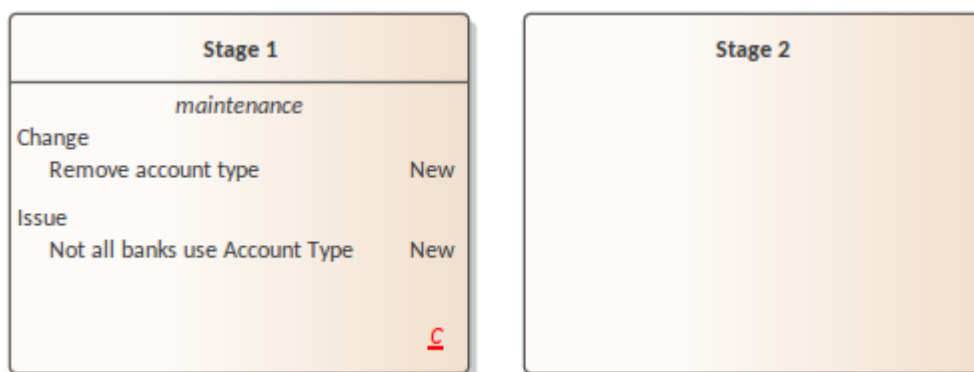 Stage 1
maintenance
Change
Remove account type New
Issue
Not all banks use Account Type New
C
Stage 2